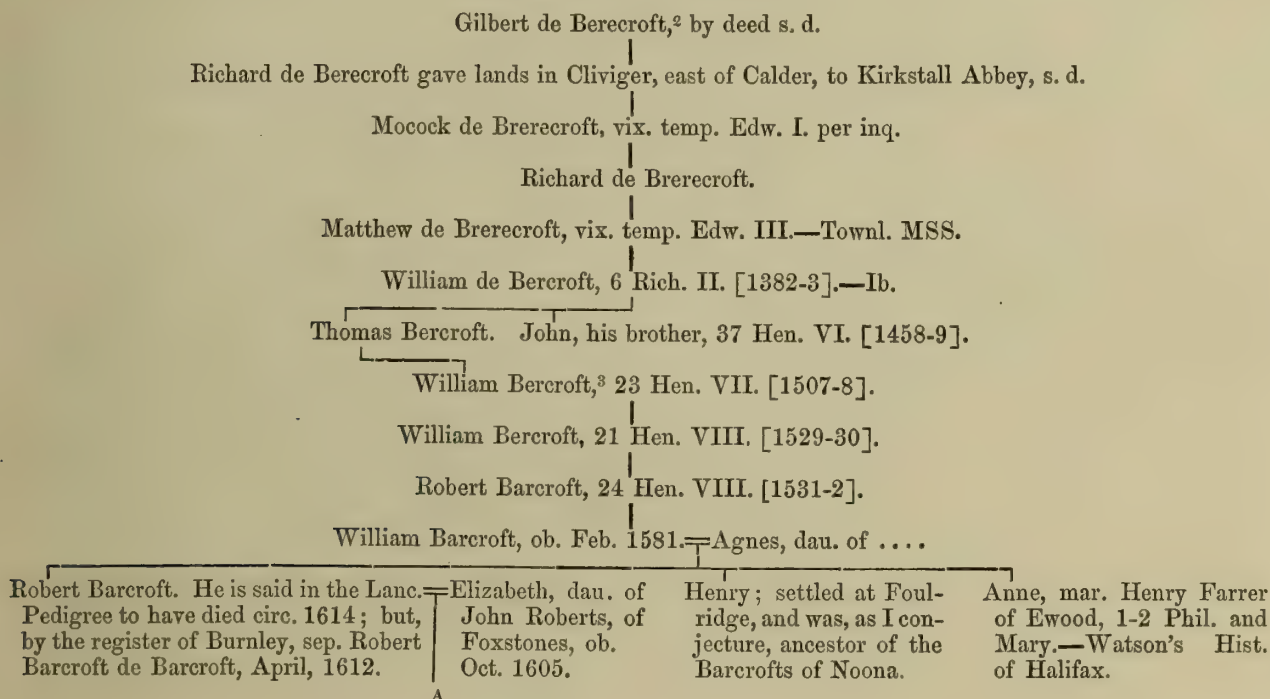 Gilbert de Berecroft,² by deed s. d.
Richard de Berecroft gave lands in Cliviger, east of Calder, to Kirkstall Abbey, s. d.
Mocock de Brerecroft, vix. temp. Edw. I. per inq.
Richard de Brerecroft.
Matthew de Brerecroft, vix. temp. Edw. III.—Townl. MSS.
William de Bercroft, 6 Rich. II. [1382-3].—Ib.
Thomas Bercroft. John, his brother, 37 Hen. VI. [1458-9].
William Bercroft,³ 23 Hen. VII. [1507-8].
William Bercroft, 21 Hen. VIII. [1529-30].
Robert Barcroft, 24 Hen. VIII. [1531-2].
William Barcroft, ob. Feb. 1581.=Agnes, dau. of ....
Robert Barcroft. He is said in the Lanc.=
Pedigree to have died circ. 1614; but,
by the register of Burnley, sep. Robert
Barcroft de Barcroft, April, 1612.
Elizabeth, dau. of
John Roberts, of
Foxstones, ob.
Oct. 1605.
Henry; settled at Foul-
ridge, and was, as I con-
jecture, ancestor of the
Barcrofts of Noona.
Anne, mar. Henry Farrer
of Ewood, 1-2 Phil. and
Mary.—Watson's Hist.
of Halifax.
A